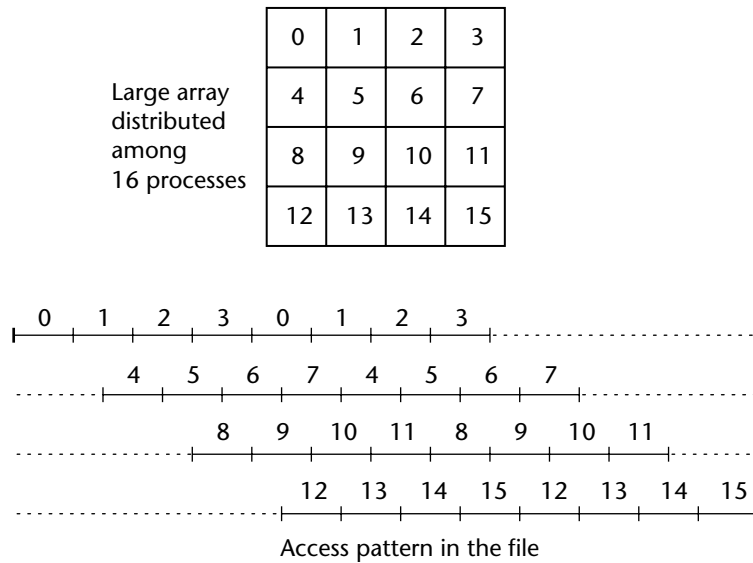 0 1 2 3
Large array
distributed
among
16 processes
4 5 6 7
8 9 10 11
12 13 14 15
0 1 2 3 0 1 2 3
4 5 6 7 4 5 6 7
8 9 10 11 8 9 10 11
12 13 14 15 12 13 14 15
Access pattern in the file